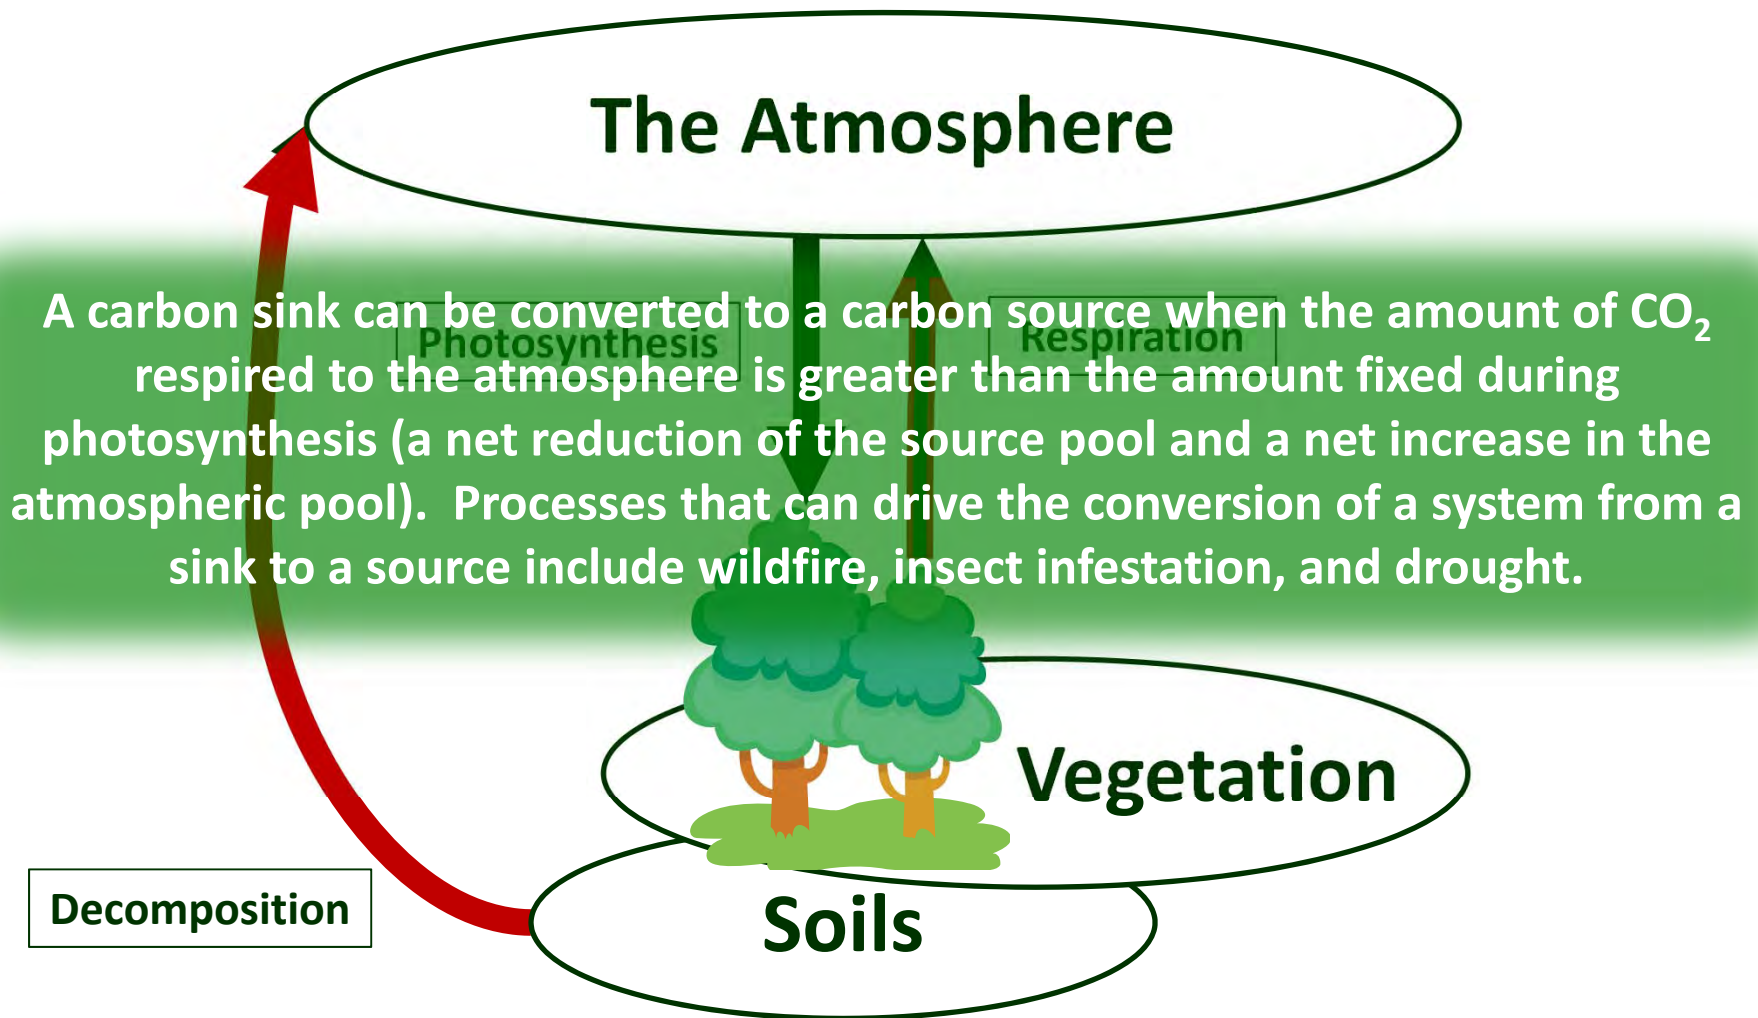 The Atmosphere
Photosynthesis
Respiration
A carbon sink can be converted to a carbon source when the amount of CO₂
respired to the atmosphere is greater than the amount fixed during
photosynthesis (a net reduction of the source pool and a net increase in the
atmospheric pool).  Processes that can drive the conversion of a system from a
sink to a source include wildfire, insect infestation, and drought.
Vegetation
Decomposition
Soils